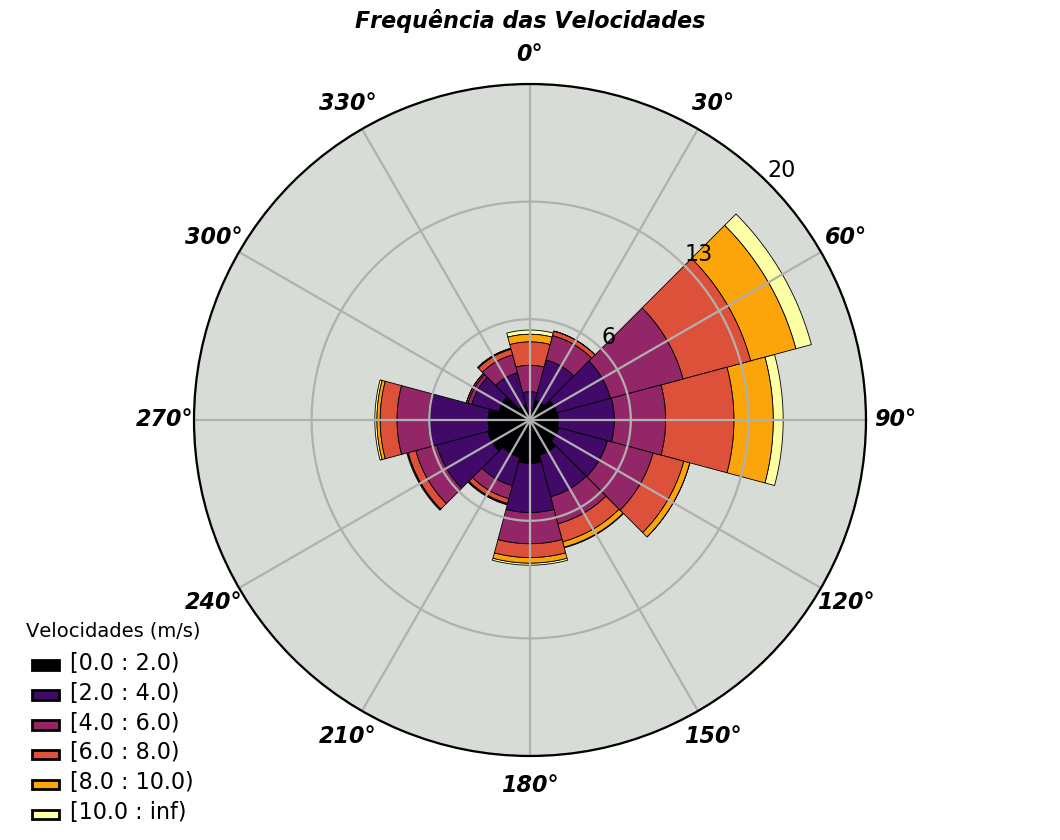 Frequência das Velocidades
0°
330°
30°
20
300°
60°
13
6
270°
90°
240°
120°
210°
150°
180°
Velocidades (m/s)
[0.0 : 2.0)
[2.0 : 4.0)
[4.0 : 6.0)
[6.0 : 8.0)
[8.0 : 10.0)
[10.0 : inf)